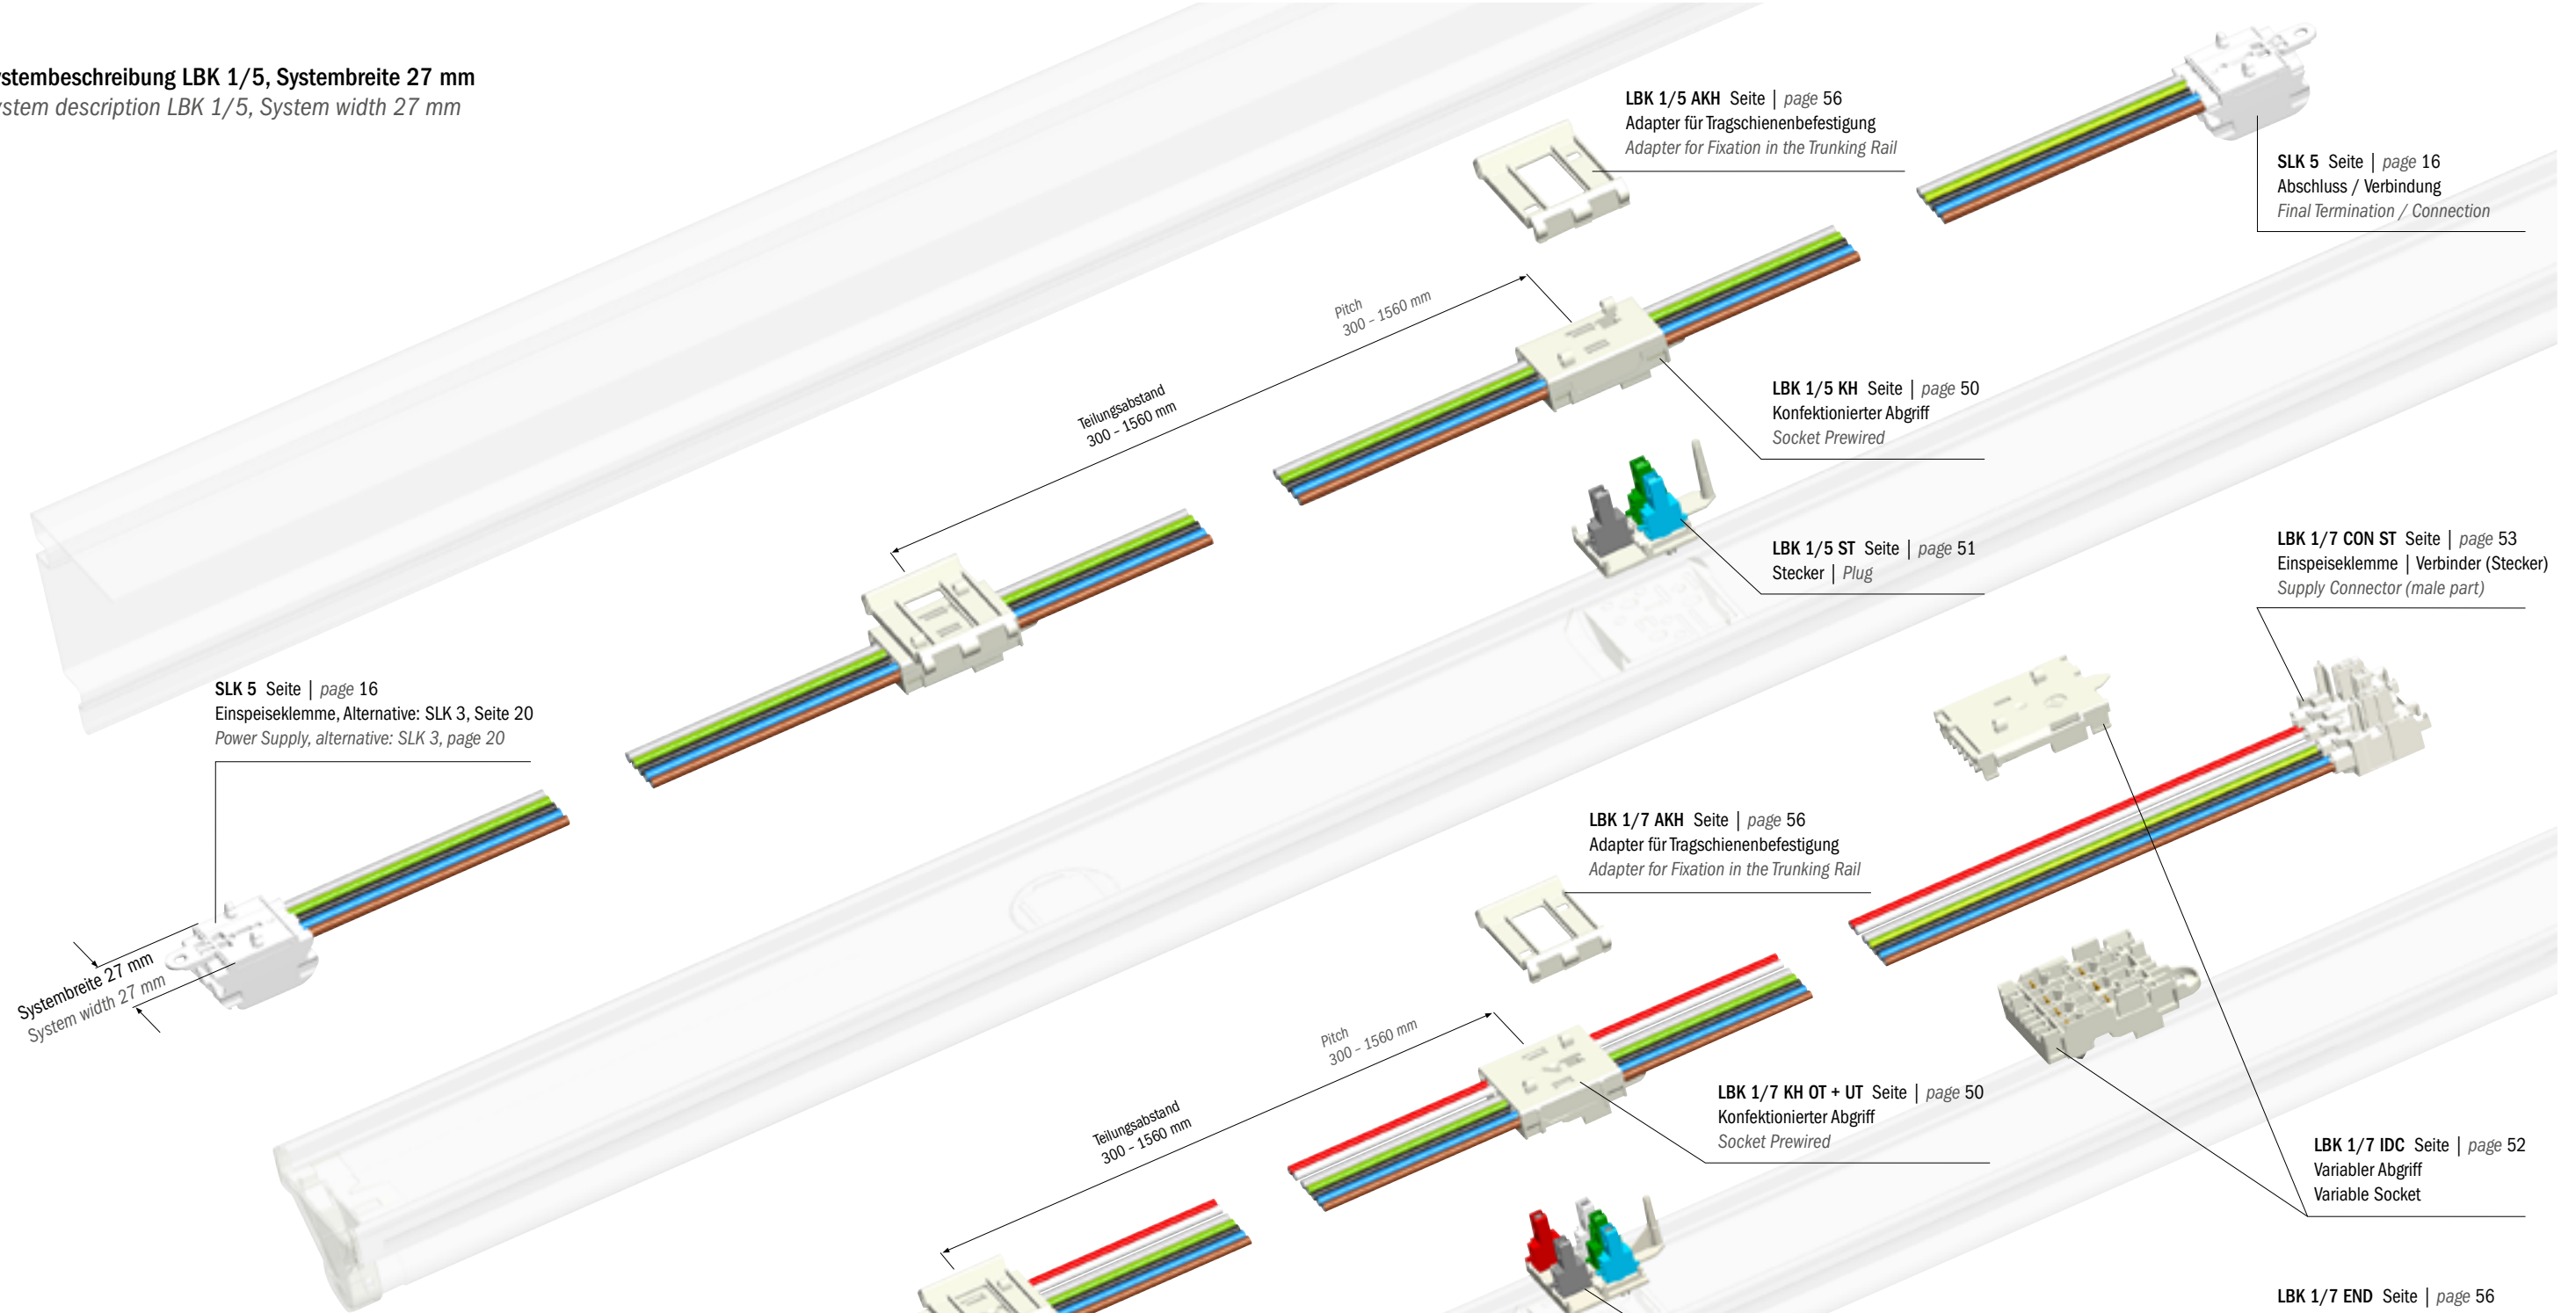 ystembeschreibung LBK 1/5, Systembreite 27 mm
ystem description LBK 1/5, System width 27 mm
LBK 1/5 AKH Seite | page 56
Adapter für Tragschienenbefestigung
Adapter for Fixation in the Trunking Rail
SLK 5 Seite | page 16
Abschluss / Verbindung
Final Termination / Connection
Pitch
300 – 1560 mm
Teilungsabstand
300 – 1560 mm
LBK 1/5 KH Seite | page 50
Konfektionierter Abgriff
Socket Prewired
LBK 1/5 ST Seite | page 51
Stecker | Plug
LBK 1/7 CON ST Seite | page 53
Einspeiseklemme | Verbinder (Stecker)
Supply Connector (male part)
SLK 5 Seite | page 16
Einspeiseklemme, Alternative: SLK 3, Seite 20
Power Supply, alternative: SLK 3, page 20
Systembreite 27 mm
System width 27 mm
LBK 1/7 AKH Seite | page 56
Adapter für Tragschienenbefestigung
Adapter for Fixation in the Trunking Rail
Pitch
300 – 1560 mm
Teilungsabstand
300 – 1560 mm
LBK 1/7 KH OT + UT Seite | page 50
Konfektionierter Abgriff
Socket Prewired
LBK 1/7 IDC Seite | page 52
Variabler Abgriff
Variable Socket
LBK 1/7 END Seite | page 56